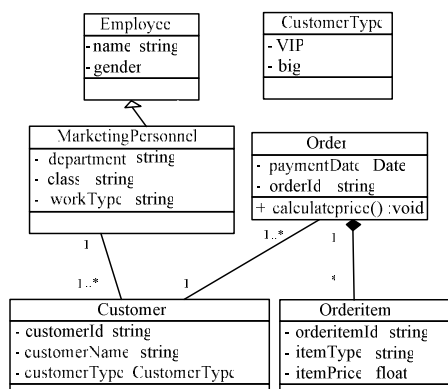 Employee
- name string
- gender
CustomerType
- VIP
- big
MarketingPersonnel
- department string
- class string
- workType string
Order
- paymentDate Date
- orderId string
+ calculateprice() :void
1
1..*
1..*
1
1
*
Customer
- customerId string
- customerName string
- customerType CustomerType
Orderitem
- orderitemId string
- itemType string
- itemPrice float